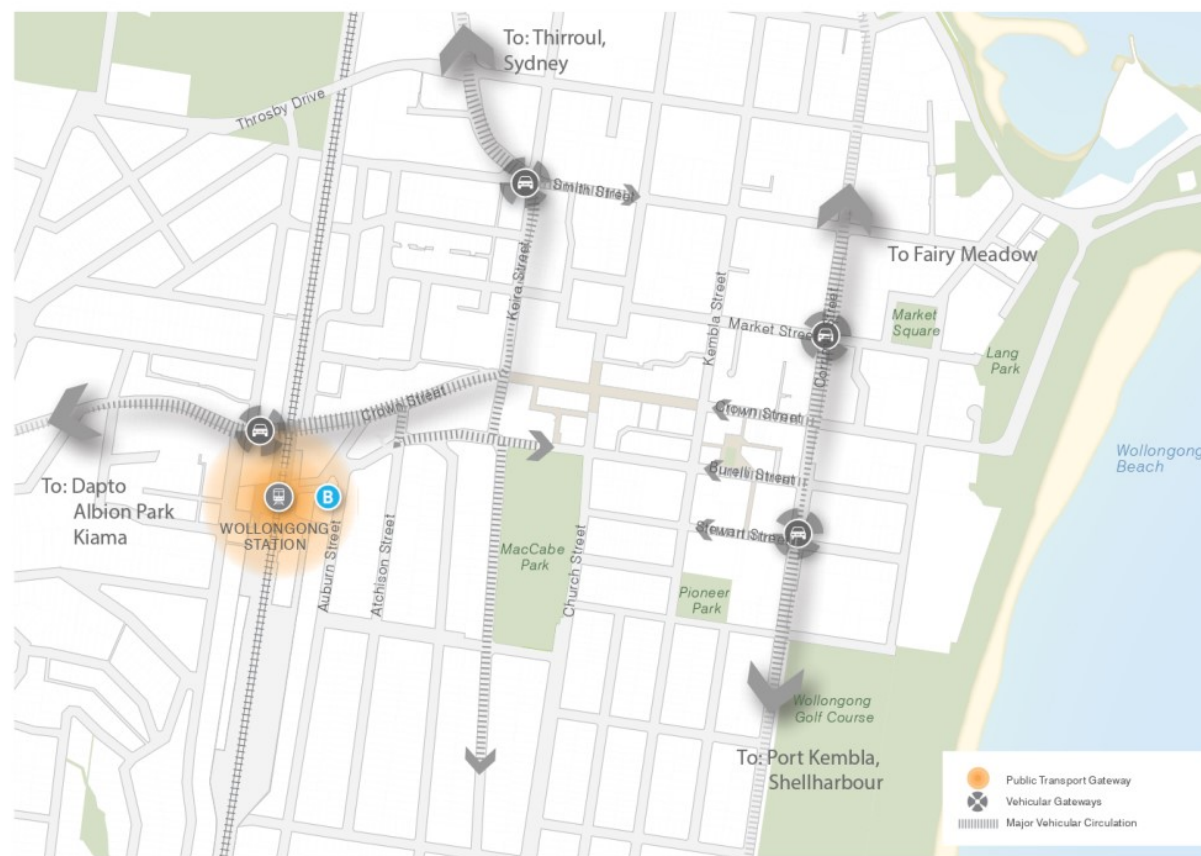 To: Thirroul,
Sydney
Throsby Drive
Smith Street
To Fairy Meadow
Keira Street
Kembla Street
Market Street
Market
Square
Lang
Park
Crown Street
Crown Street
Wollongong
Beach
Burelli Street
To: Dapto
Albion Park
Kiama
B
WOLLONGONG
STATION
Stewart Street
MacCabe
Park
Auburn Street
Atchison Street
Church Street
Pioneer
Park
Wollongong
Golf Course
To: Port Kembla,
Shellharbour
Public Transport Gateway
Vehicular Gateways
Major Vehicular Circulation